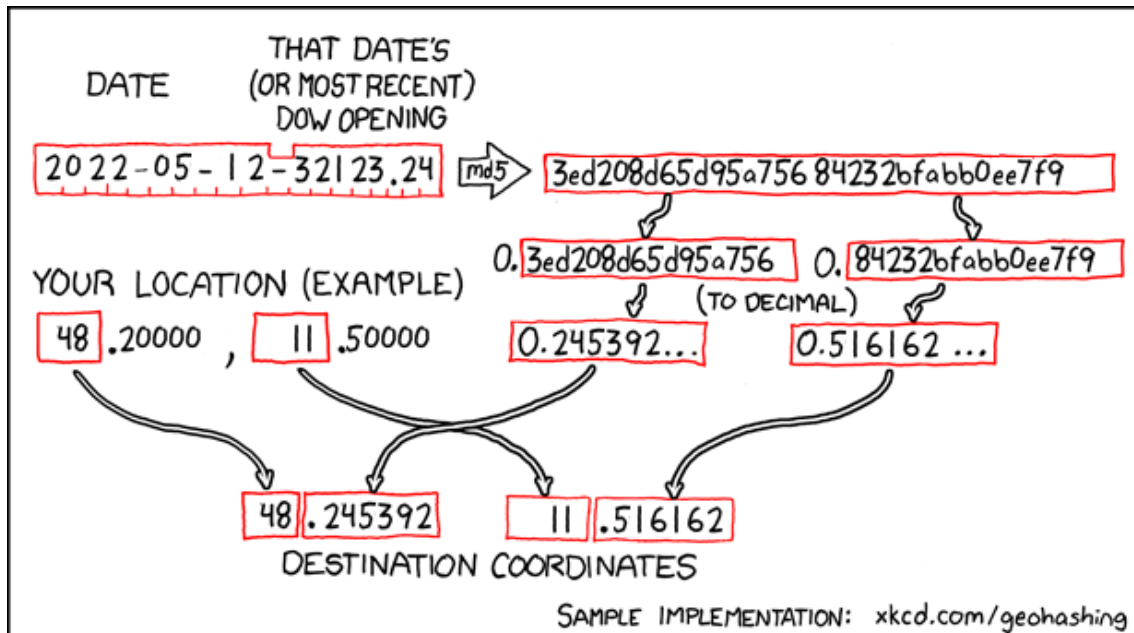 THAT DATE'S
DATE (OR MOST RECENT)
DOW OPENING
2022-05-12-32123.24 md5 3ed208d65d95a75684232bfabb0ee7f9
0.3ed208d65d95a756 0.84232bfabb0ee7f9
YOUR LOCATION (EXAMPLE) (TO DECIMAL)
48.20000, 11.50000 0.245392... 0.516162...
48.245392 11.516162
DESTINATION COORDINATES
SAMPLE IMPLEMENTATION: xkcd.com/geohashing